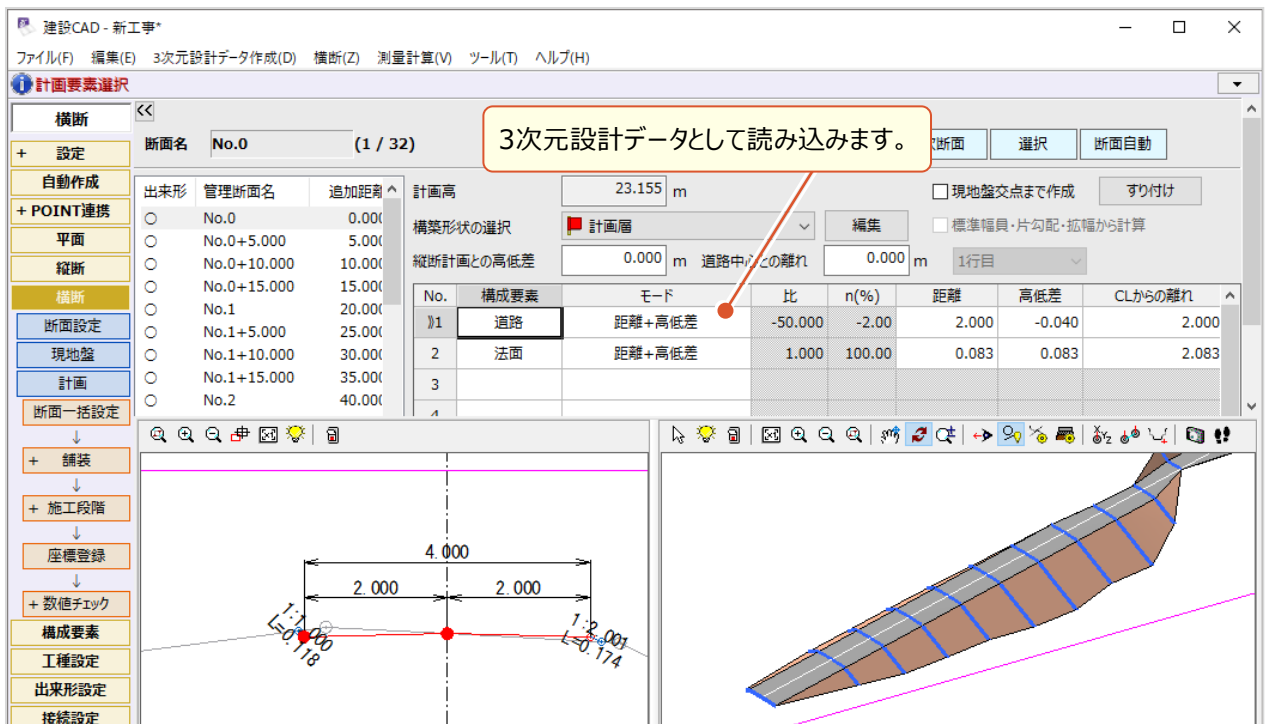 建設CAD - 新工事*
ファイル(F) 編集(E) 3次元設計データ作成(D) 横断(Z) 測量計算(V) ツール(T) ヘルプ(H)
計画要素選択
横断
+ 設定
自動作成
+ POINT連携
平面
縦断
横断
断面設定
現地盤
計画
断面一括設定
↓
+ 舗装
↓
+ 施工段階
↓
座標登録
↓
+ 数値チェック
構成要素
工種設定
出来形設定
接続設定
断面名 No.0 (1 / 32)
3次元設計データとして読み込みます。
断面 選択 断面自動
出来形 管理断面名 追加距離
○ No.0 0.000
○ No.0+5.000 5.000
○ No.0+10.000 10.000
○ No.0+15.000 15.000
○ No.1 20.000
○ No.1+5.000 25.000
○ No.1+10.000 30.000
○ No.1+15.000 35.000
○ No.2 40.000
計画高 23.155 m 現地盤交点まで作成 すり付け
構築形状の選択 計画層 編集 標準幅員・片勾配・拡幅から計算
縦断計画との高低差 0.000 m 道路中心との離れ 0.000 m 1行目
No. 構成要素 モード 比 n(%) 距離 高低差 CLからの離れ
》1 道路 距離+高低差 -50.000 -2.00 2.000 -0.040 2.000
2 法面 距離+高低差 1.000 100.00 0.083 0.083 2.083
3
4
4.000
2.000 2.000
1:1.000
L=0.118
1:2.001
L=0.174